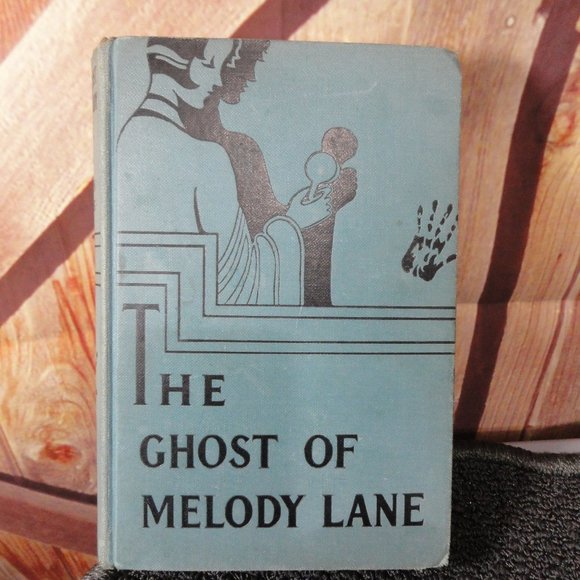 THE
GHOST OF
MELODY LANE